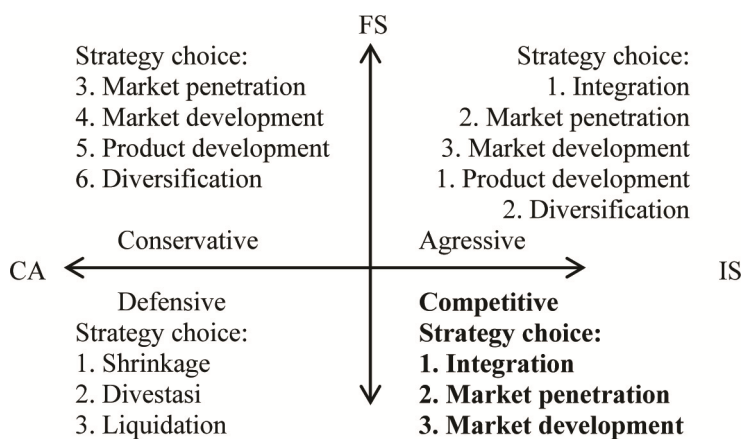 FS
Strategy choice:
3. Market penetration
4. Market development
5. Product development
6. Diversification
Strategy choice:
1. Integration
2. Market penetration
3. Market development
1. Product development
2. Diversification
Conservative
Agressive
CA
IS
Defensive
Strategy choice:
1. Shrinkage
2. Divestasi
3. Liquidation
Competitive
Strategy choice:
1. Integration
2. Market penetration
3. Market development